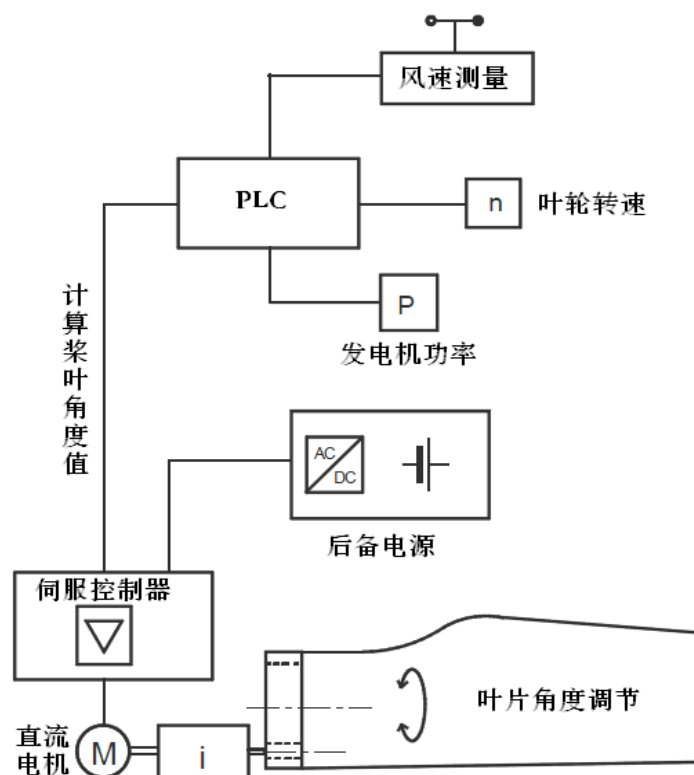 风速测量
PLC
n
叶轮转速
P
发电机功率
计算桨叶角度值
AC
DC
后备电源
伺服控制器
叶片角度调节
直流
电机
M
i